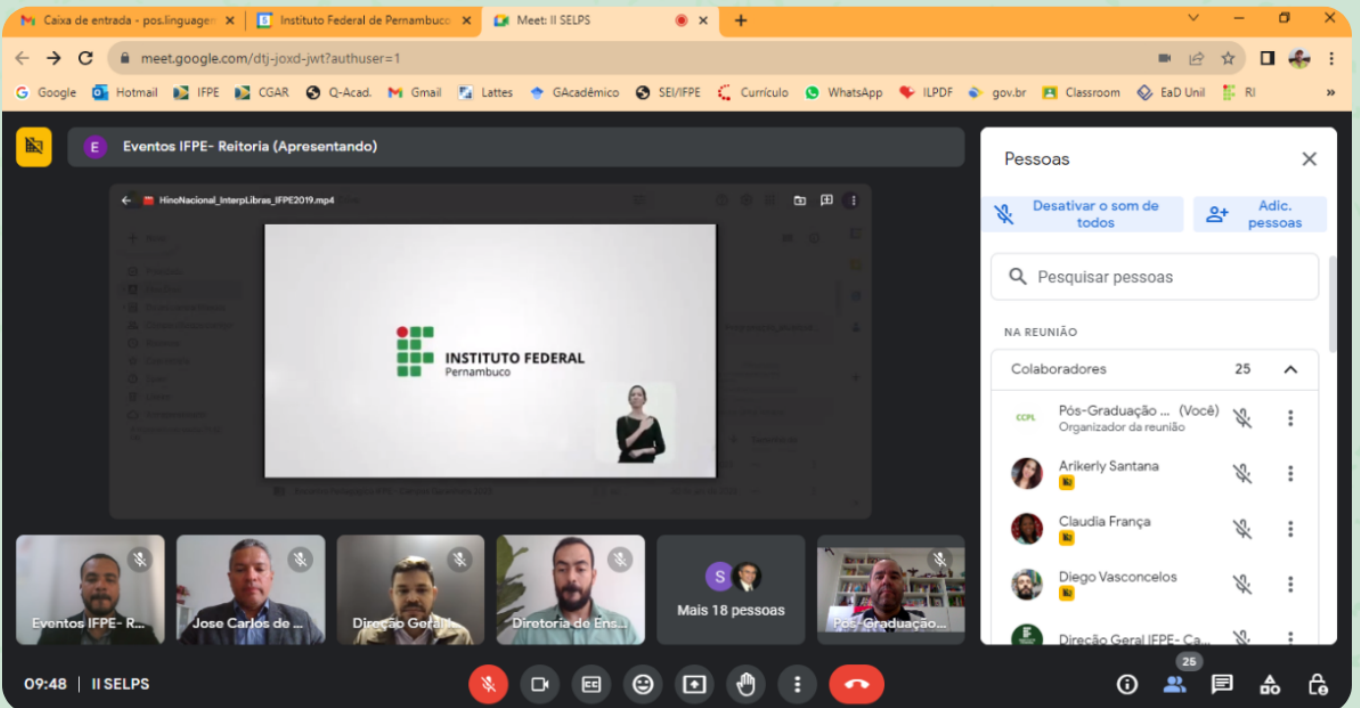 Caixa de entrada - pos.linguagen
Instituto Federal de Pernambuco
Meet: II SELPS
meet.google.com/dtj-joxd-jwt?authuser=1
Google Hotmail IFPE CGAR Q-Acad. Gmail Lattes GAcadêmico SEI/IFPE Currículo WhatsApp ILPDF gov.br Classroom EaD Unil RI »
E Eventos IFPE- Reitoria (Apresentando)
HinoNacional_InterpLibras_IFPE2019.mp4
INSTITUTO FEDERAL
Pernambuco
Eventos IFPE- R...
Jose Carlos de ...
Direção Geral
Diretoria de Ens...
S
Mais 18 pessoas
Pós-Graduação...
Pessoas
Desativar o som de
todos
Adic.
pessoas
Pesquisar pessoas
NA REUNIÃO
Colaboradores 25
CCPL
Pós-Graduação ... (Você)
Organizador da reunião
Arikerly Santana
Claudia França
Diego Vasconcelos
Direção Geral IFPE- Ca...
09:48 | II SELPS
CC
25